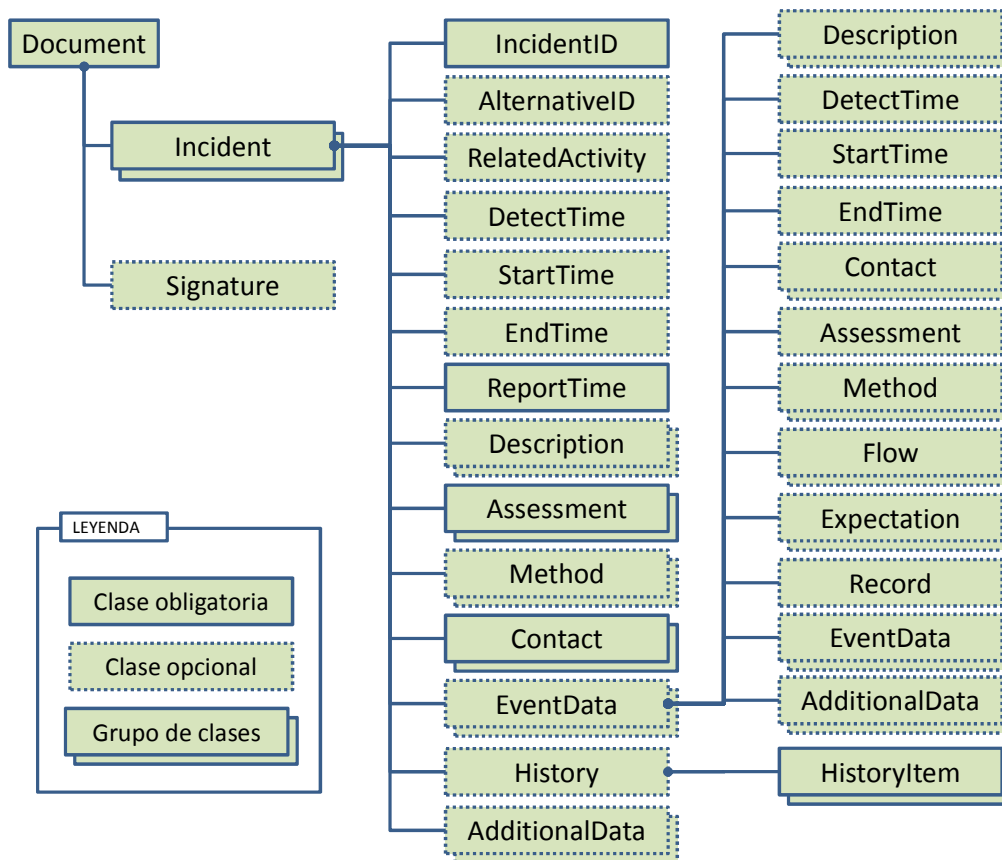 Document
Incident
Signature
IncidentID
AlternativeID
RelatedActivity
DetectTime
StartTime
EndTime
ReportTime
Description
Assessment
Method
Contact
EventData
History
AdditionalData
Description
DetectTime
StartTime
EndTime
Contact
Assessment
Method
Flow
Expectation
Record
EventData
AdditionalData
HistoryItem
LEYENDA
Clase obligatoria
Clase opcional
Grupo de clases